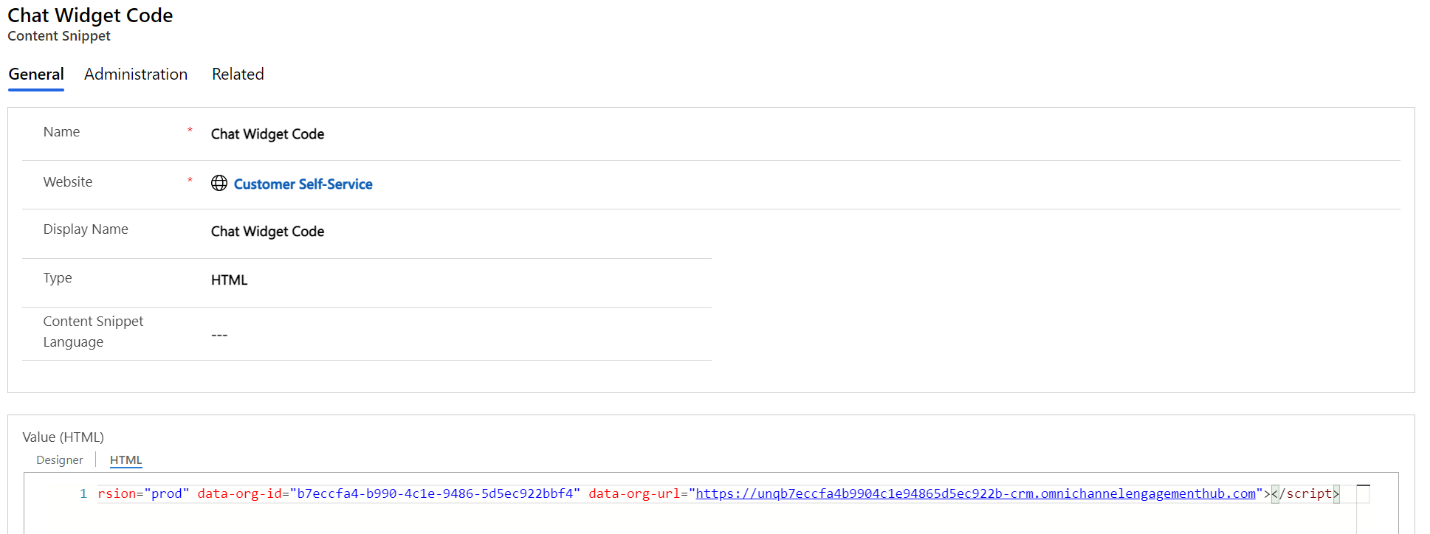 Chat Widget Code
Content Snippet
General Administration Related
Name * Chat Widget Code
Website * Customer Self-Service
Display Name Chat Widget Code
Type HTML
Content Snippet
Language ---
Value (HTML)
Designer HTML
1 rsion="prod" data-org-id="b7eccfa4-b990-4c1e-9486-5d5ec922bbf4" data-org-url="https://unqb7eccfa4b9904c1e94865d5ec922b-crm.omnichannelengagementhub.com"></script>